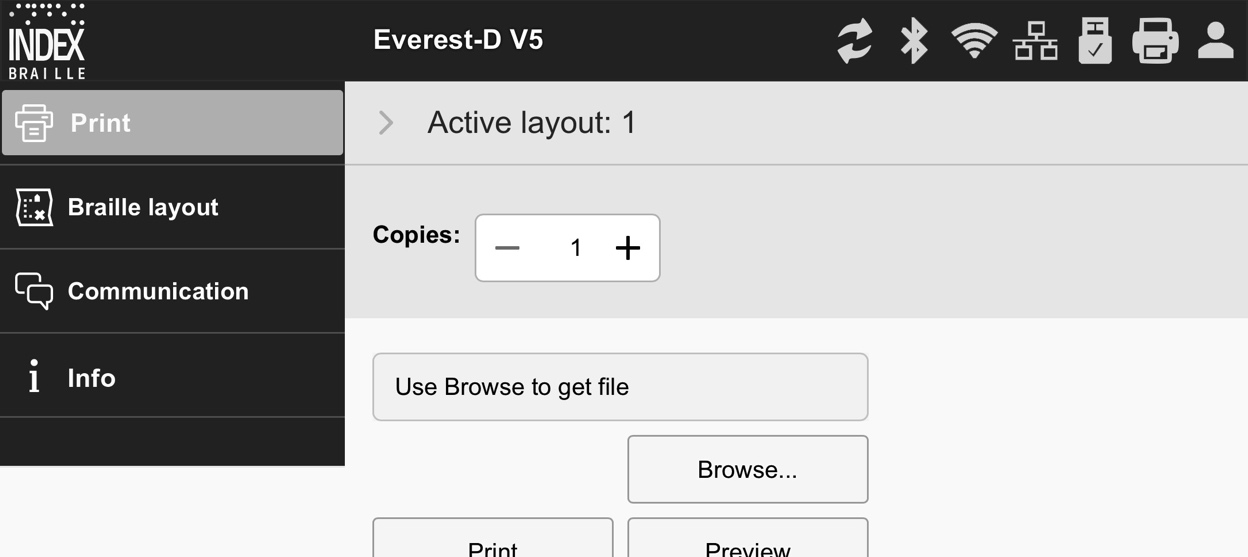 INDEX
BRAILLE
Everest-D V5
Print
Active layout: 1
Braille layout
Copies:
1
Communication
Info
Use Browse to get file
Browse...
Print
Preview